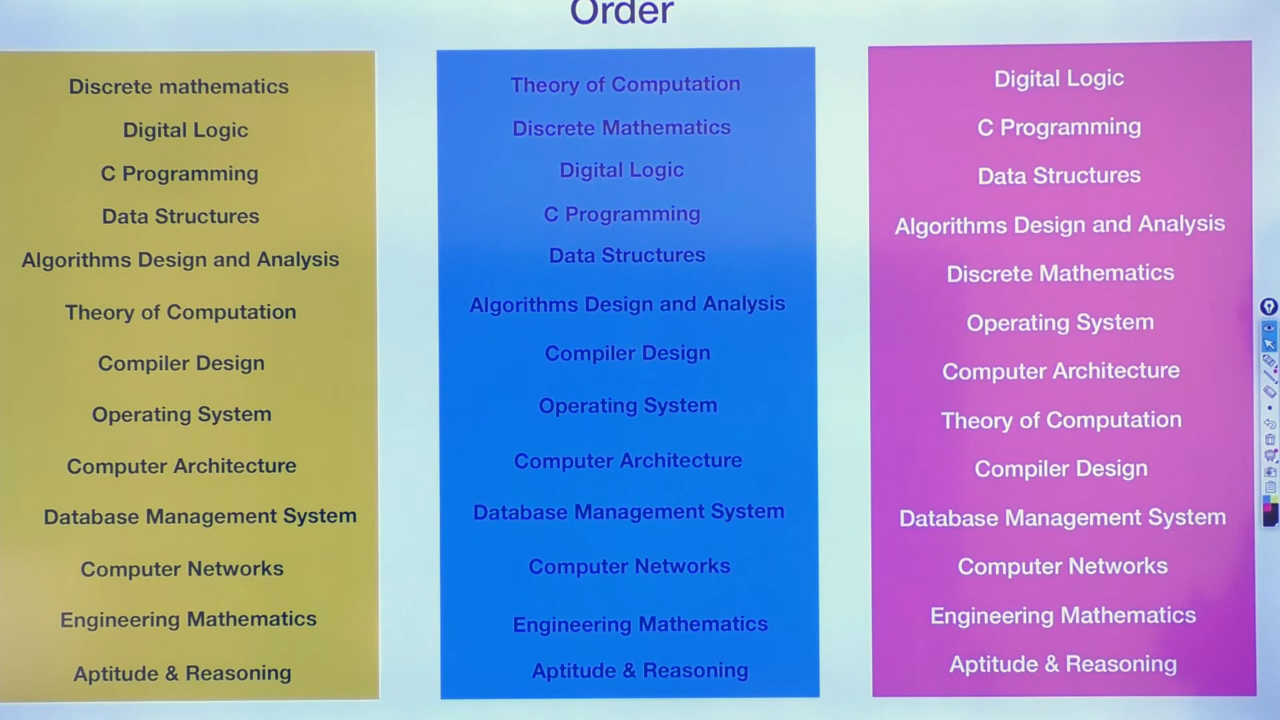 Order
Discrete mathematics
Digital Logic
C Programming
Data Structures
Algorithms Design and Analysis
Theory of Computation
Compiler Design
Operating System
Computer Architecture
Database Management System
Computer Networks
Engineering Mathematics
Aptitude & Reasoning
Theory of Computation
Discrete Mathematics
Digital Logic
C Programming
Data Structures
Algorithms Design and Analysis
Compiler Design
Operating System
Computer Architecture
Database Management System
Computer Networks
Engineering Mathematics
Aptitude & Reasoning
Digital Logic
C Programming
Data Structures
Algorithms Design and Analysis
Discrete Mathematics
Operating System
Computer Architecture
Theory of Computation
Compiler Design
Database Management System
Computer Networks
Engineering Mathematics
Aptitude & Reasoning